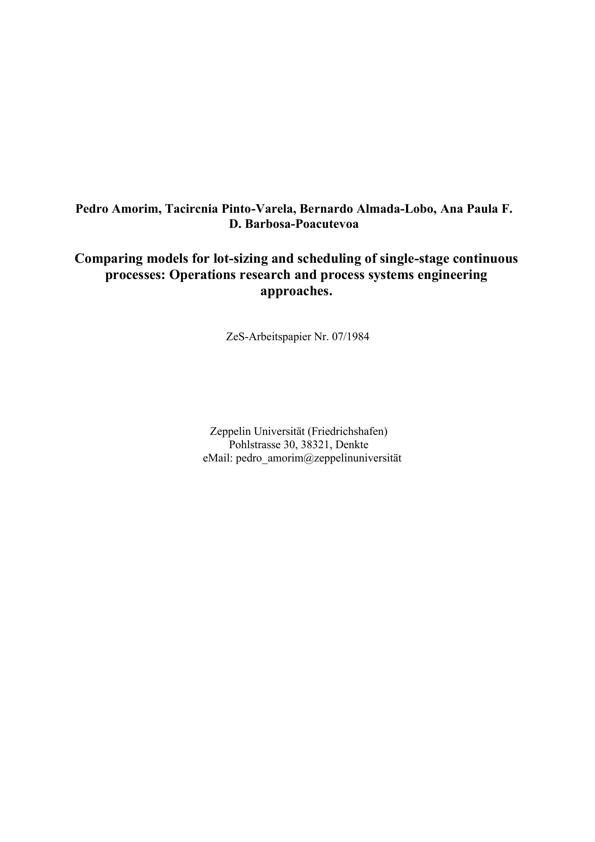 Pedro Amorim, Tacircnia Pinto-Varela, Bernardo Almada-Lobo, Ana Paula F.
D. Barbosa-Poacutevoa
Comparing models for lot-sizing and scheduling of single-stage continuous
processes: Operations research and process systems engineering
approaches.
ZeS-Arbeitspapier Nr. 07/1984
Zeppelin Universität (Friedrichshafen)
Pohlstrasse 30, 38321, Denkte
eMail: pedro_amorim@zeppelinuniversität